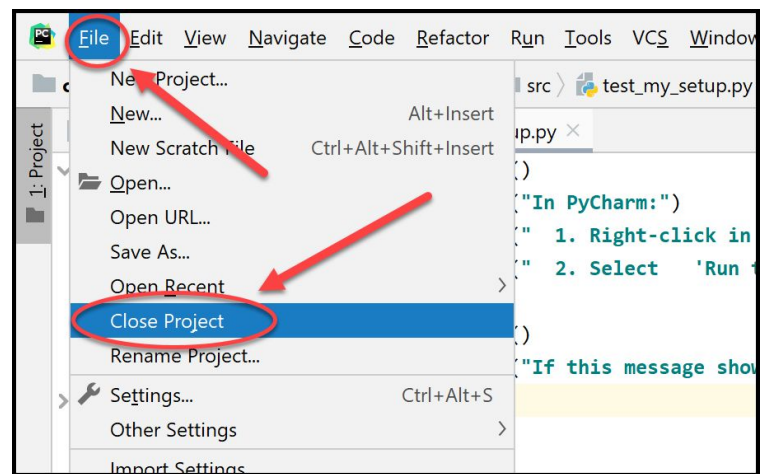 PC File Edit View Navigate Code Refactor Run Tools VCS Window
src test_my_setup.py
1: Project
New Project...
New... Alt+Insert
up.py
New Scratch File Ctrl+Alt+Shift+Insert
()
Open...
("In PyCharm:")
Open URL...
(" 1. Right-click in
Save As...
(" 2. Select 'Run
Open Recent
Close Project
()
Rename Project...
("If this message show
Settings... Ctrl+Alt+S
Other Settings
Import Settings